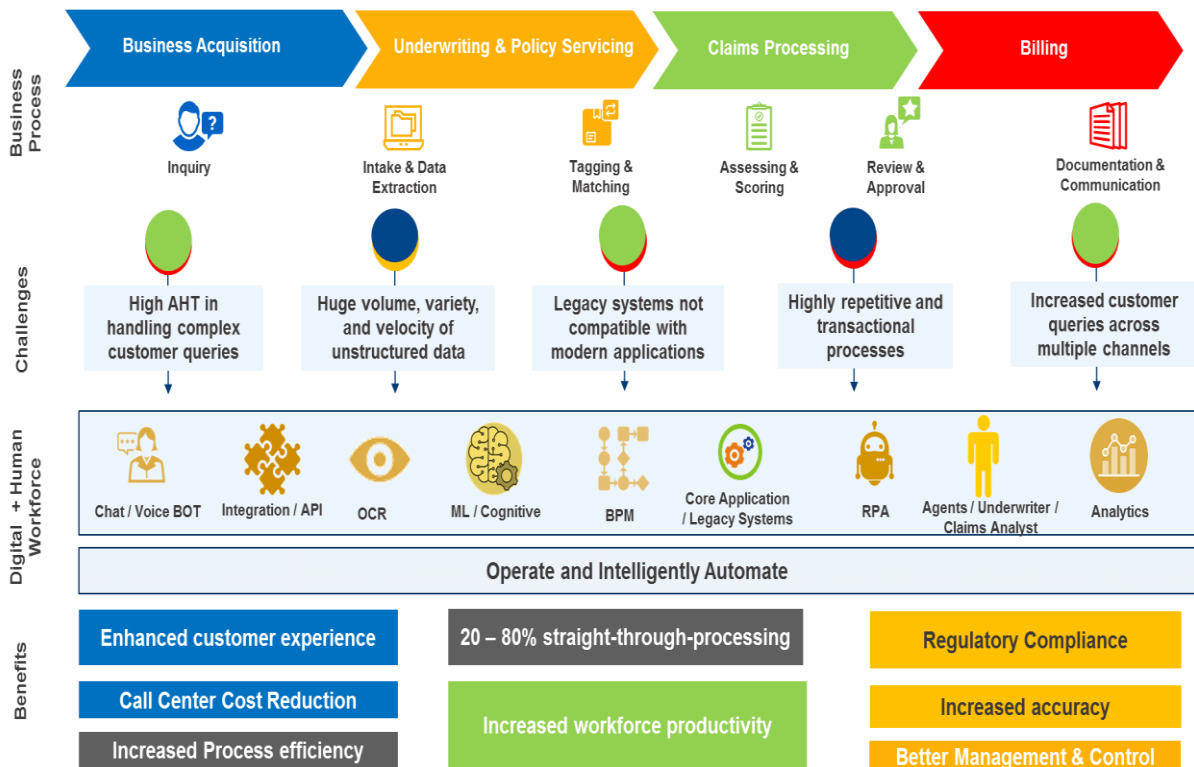 Business Acquisition
Underwriting & Policy Servicing
Claims Processing
Billing
Business
Process
?
Inquiry
Intake & Data
Extraction
Tagging &
Matching
Assessing &
Scoring
Review &
Approval
Documentation &
Communication
Challenges
High AHT in
handling complex
customer queries
Huge volume, variety,
and velocity of
unstructured data
Legacy systems not
compatible with
modern applications
Highly repetitive and
transactional
processes
Increased customer
queries across
multiple channels
Digital + Human
Workforce
Chat / Voice BOT
Integration / API
OCR
ML / Cognitive
BPM
Core Application
/ Legacy Systems
RPA
Agents / Underwriter /
Claims Analyst
Analytics
Operate and Intelligently Automate
Benefits
Enhanced customer experience
Call Center Cost Reduction
Increased Process efficiency
20 – 80% straight-through-processing
Increased workforce productivity
Regulatory Compliance
Increased accuracy
Better Management & Control